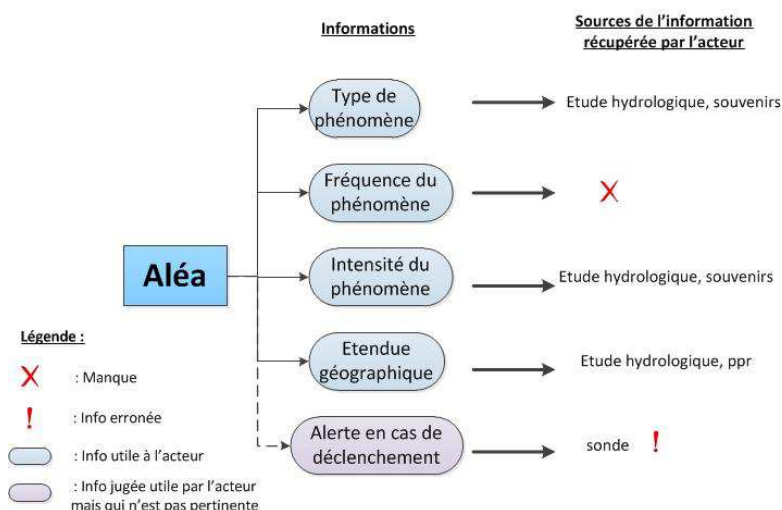 Informations
Sources de l'information
récupérée par l'acteur
Type de
phénomène
Etude hydrologique, souvenirs
Fréquence du
phénomène
X
Aléa
Intensité du
phénomène
Etude hydrologique, souvenirs
Etendue
géographique
Etude hydrologique, ppr
Alerte en cas de
déclenchement
sonde !
Légende :
X : Manque
! : Info erronée
: Info utile à l'acteur
: Info jugée utile par l'acteur
mais qui n'est pas pertinente